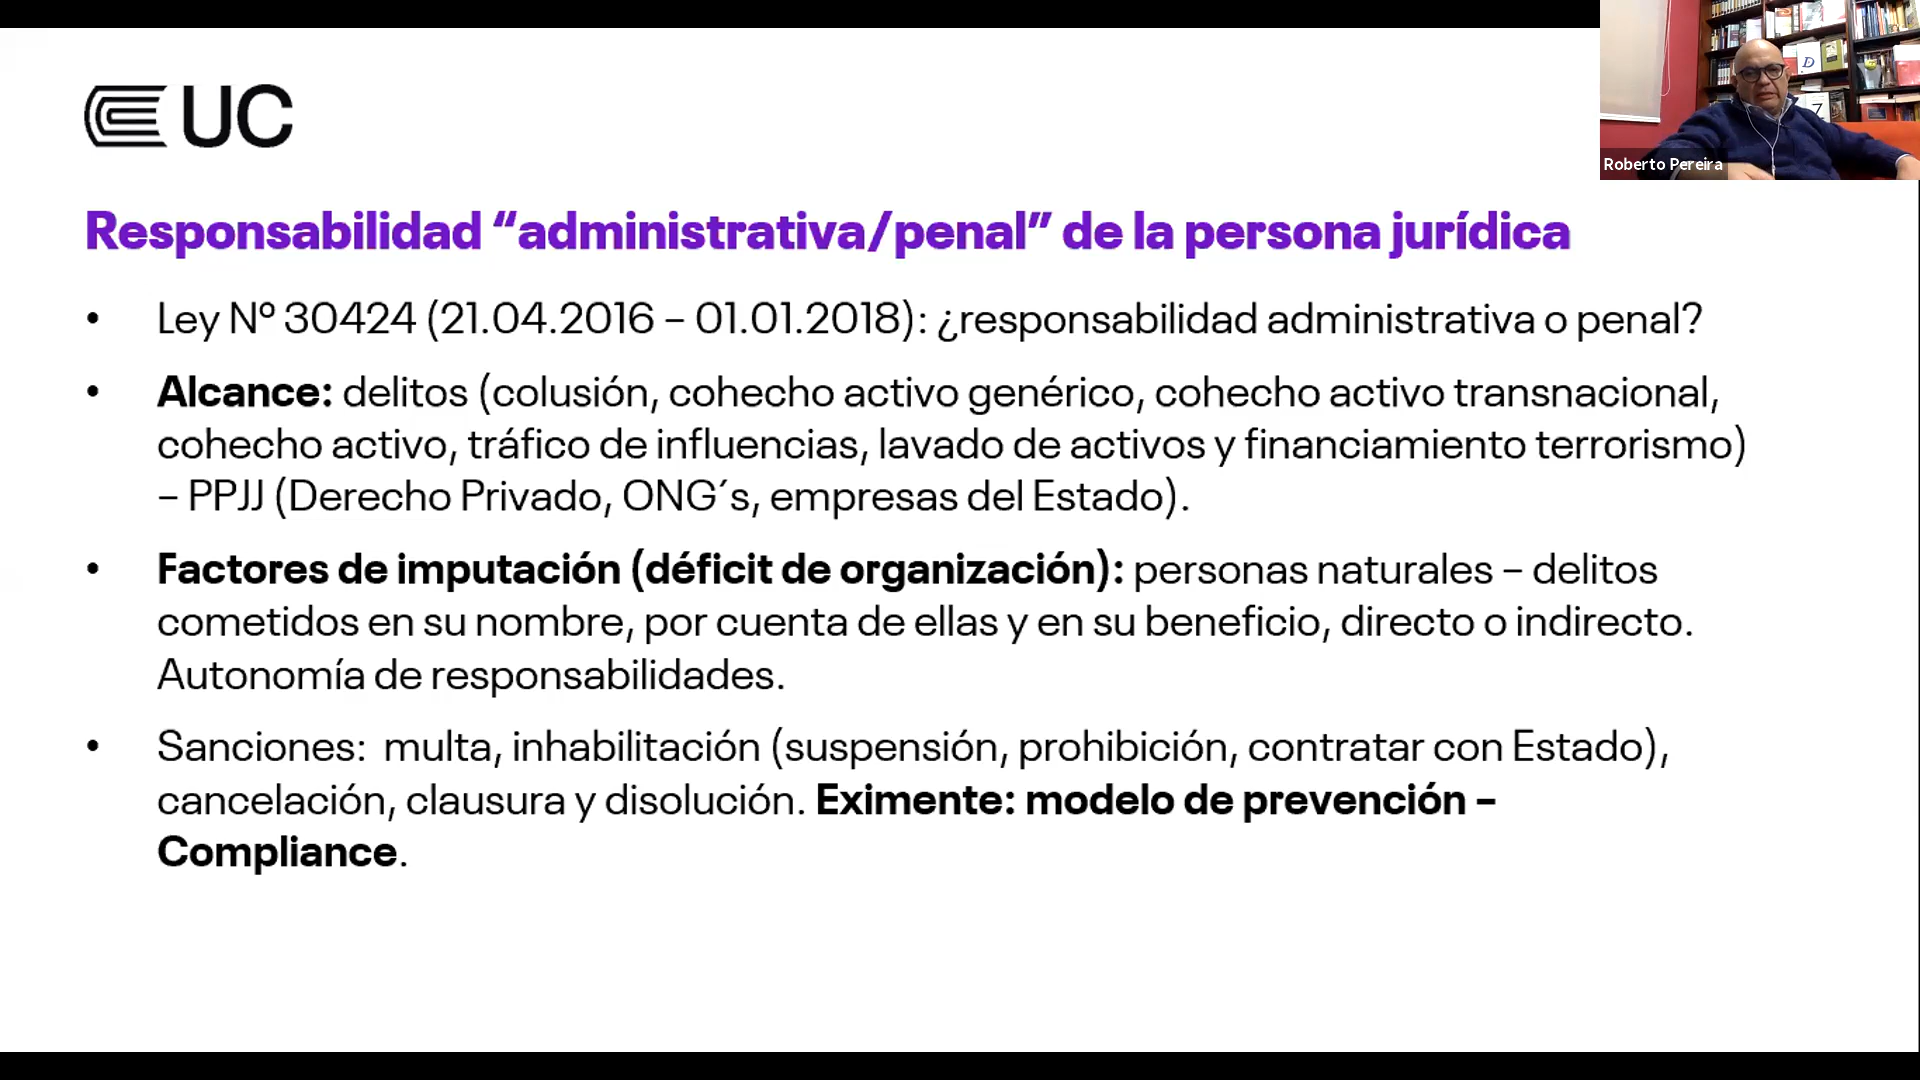 UC
Roberto Pereira
Responsabilidad “administrativa/penal” de la persona jurídica
• Ley Nº 30424 (21.04.2016 – 01.01.2018): ¿responsabilidad administrativa o penal?
• Alcance: delitos (colusión, cohecho activo genérico, cohecho activo transnacional,
cohecho activo, tráfico de influencias, lavado de activos y financiamiento terrorismo)
– PPJJ (Derecho Privado, ONG´s, empresas del Estado).
• Factores de imputación (déficit de organización): personas naturales – delitos
cometidos en su nombre, por cuenta de ellas y en su beneficio, directo o indirecto.
Autonomía de responsabilidades.
• Sanciones:  multa, inhabilitación (suspensión, prohibición, contratar con Estado),
cancelación, clausura y disolución. Eximente: modelo de prevención –
Compliance.